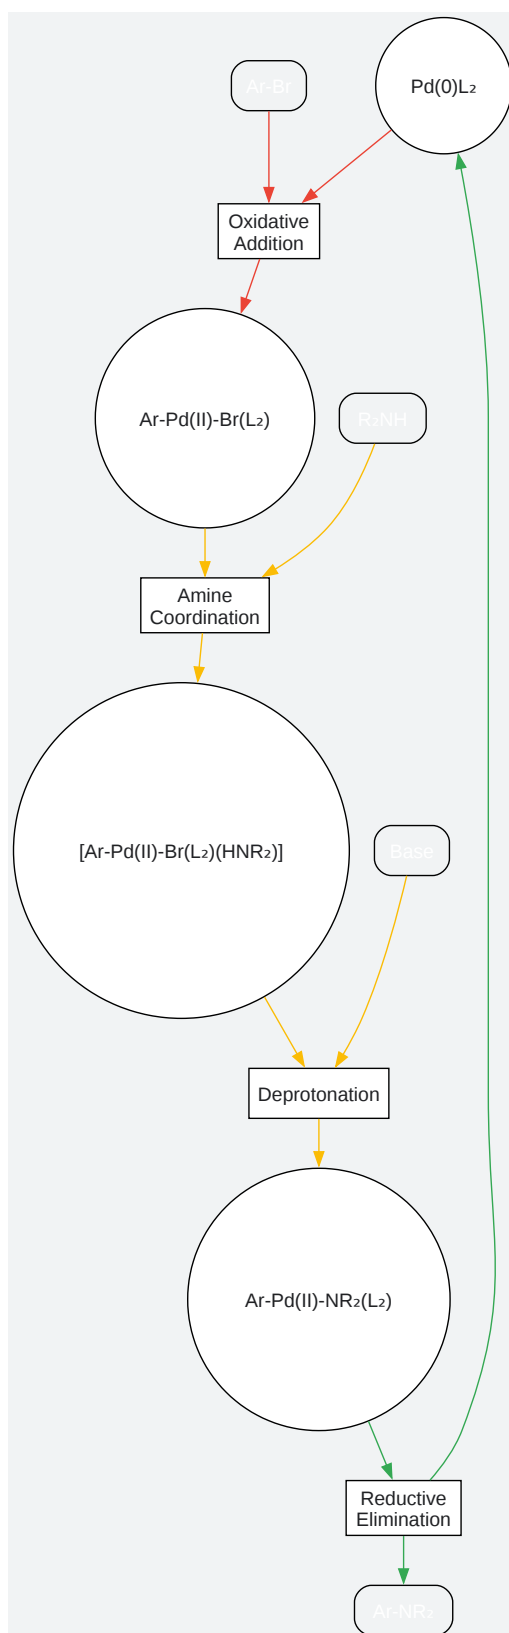 Ar-Br
Pd(0)L₂
Oxidative
Addition
Ar-Pd(II)-Br(L₂)
R₂NH
Amine
Coordination
[Ar-Pd(II)-Br(L₂)(HNR₂)]
Base
Deprotonation
Ar-Pd(II)-NR₂(L₂)
Reductive
Elimination
Ar-NR₂